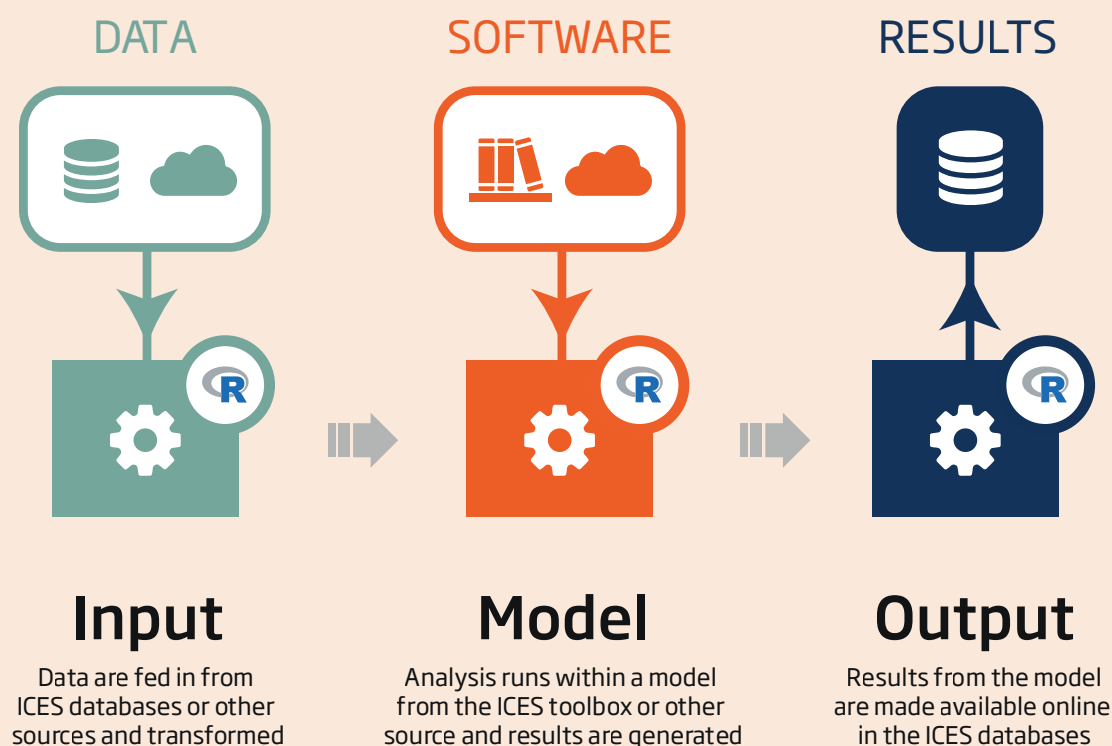 DATA
SOFTWARE
RESULTS
R
R
R
Input
Data are fed in from
ICES databases or other
sources and transformed
Model
Analysis runs within a model
from the ICES toolbox or other
source and results are generated
Output
Results from the model
are made available online
in the ICES databases